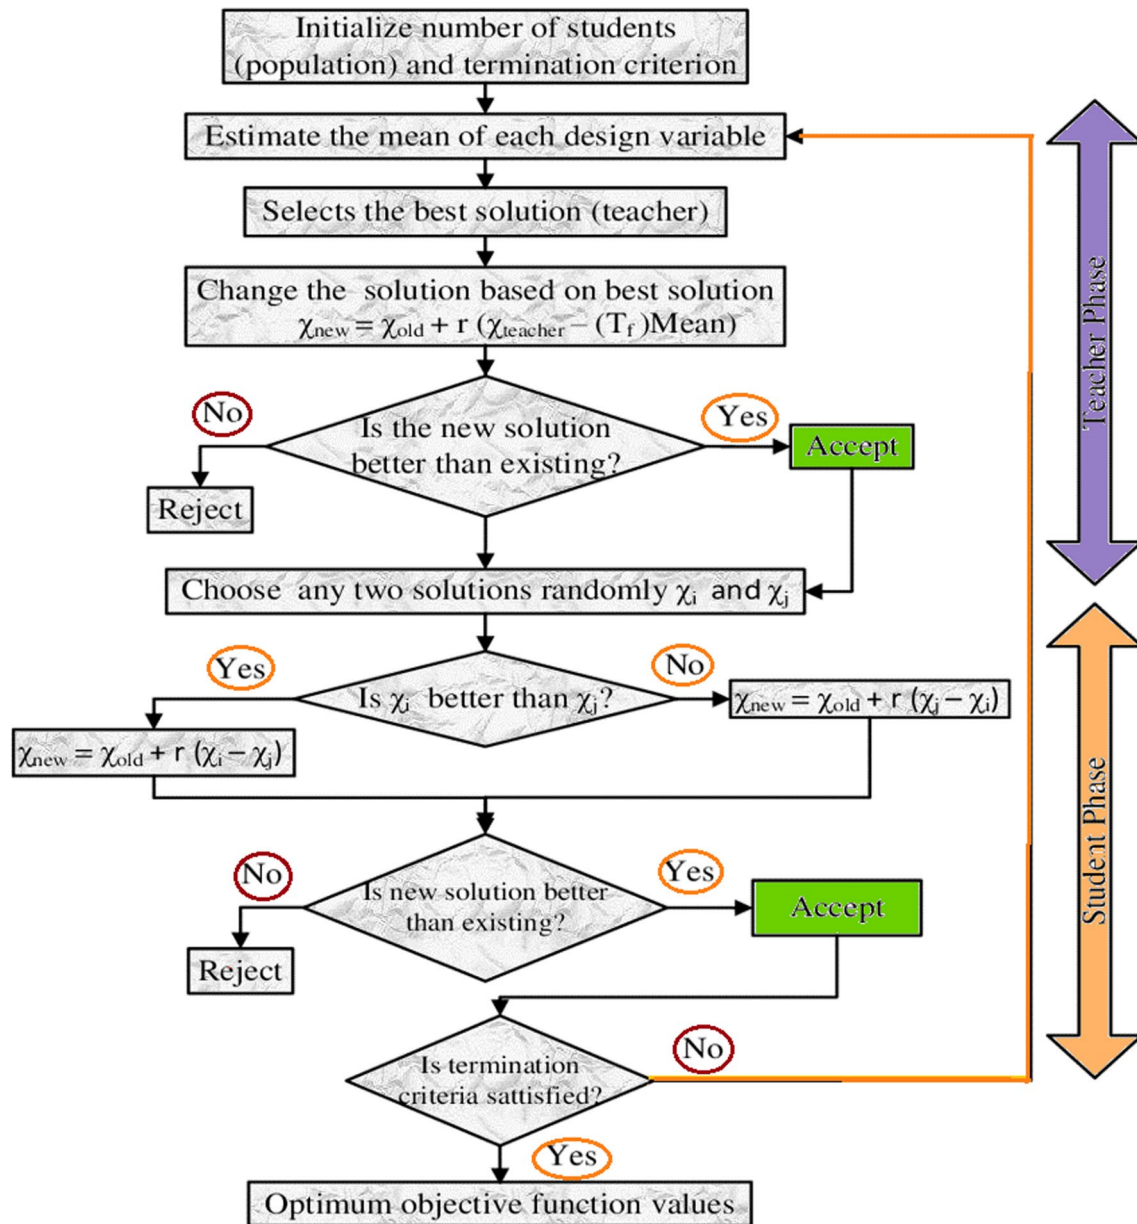 Initialize number of students
(population) and termination criterion
Estimate the mean of each design variable
Selects the best solution (teacher)
Change the solution based on best solution
χnew = χold + r (χteacher – (Tf )Mean)
No
Yes
Is the new solution
better than existing?
Accept
Reject
Choose any two solutions randomly χi and χj
Yes
No
Is χi better than χj?
χnew = χold + r (χj – χi)
χnew = χold + r (χi – χj)
No
Yes
Is new solution better
than existing?
Accept
Reject
Is termination
criteria sattisfied?
No
Yes
Optimum objective function values
Teacher Phase
Student Phase